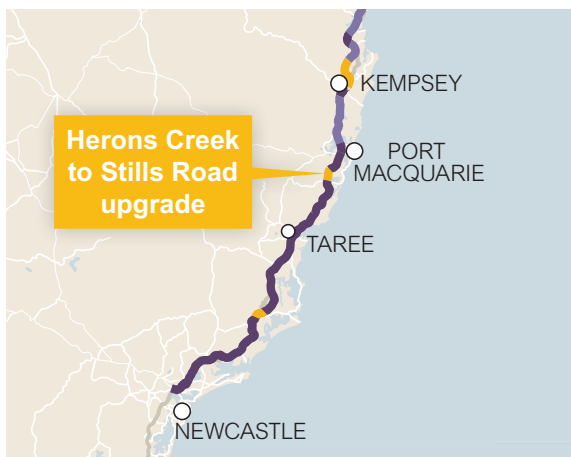 KEMPSEY
Herons Creek
to Stills Road
upgrade
PORT
MACQUARIE
TAREE
NEWCASTLE